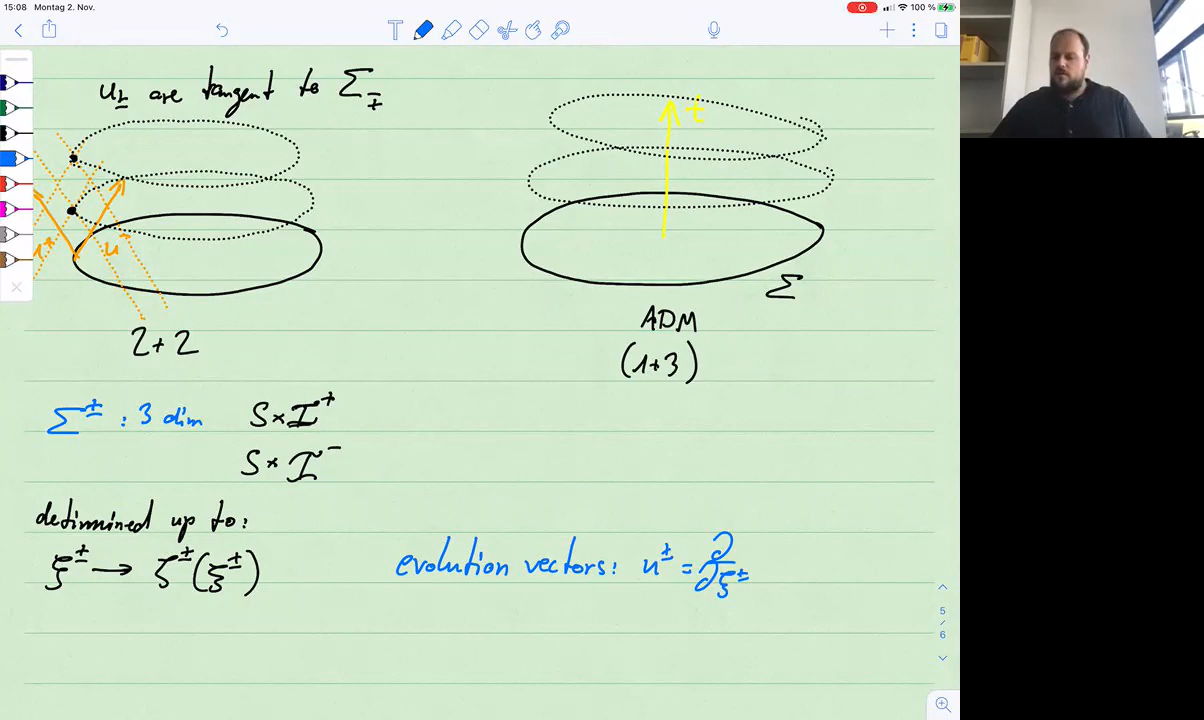 15:08 Montag 2. Nov.
100 %
u± are tangent to Σ∓
t
u⁺ u⁻
Σ
2+2
ADM
(1+3)
Σ± : 3 dim S×I⁺
S×I⁻
detirmined up to:
ξ± → ζ±(ξ±)
evolution vectors: u± = ∂/∂ξ±
5
/
6